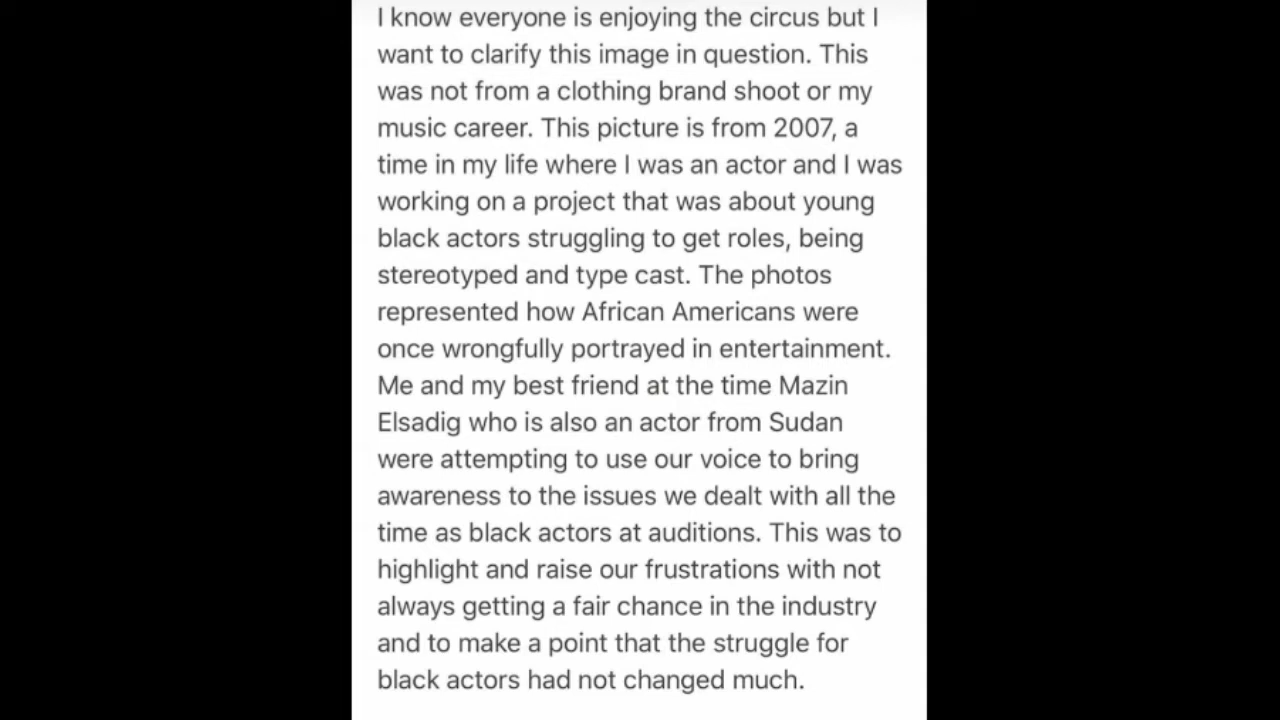 I know everyone is enjoying the circus but I
want to clarify this image in question. This
was not from a clothing brand shoot or my
music career. This picture is from 2007, a
time in my life where I was an actor and I was
working on a project that was about young
black actors struggling to get roles, being
stereotyped and type cast. The photos
represented how African Americans were
once wrongfully portrayed in entertainment.
Me and my best friend at the time Mazin
Elsadig who is also an actor from Sudan
were attempting to use our voice to bring
awareness to the issues we dealt with all the
time as black actors at auditions. This was to
highlight and raise our frustrations with not
always getting a fair chance in the industry
and to make a point that the struggle for
black actors had not changed much.